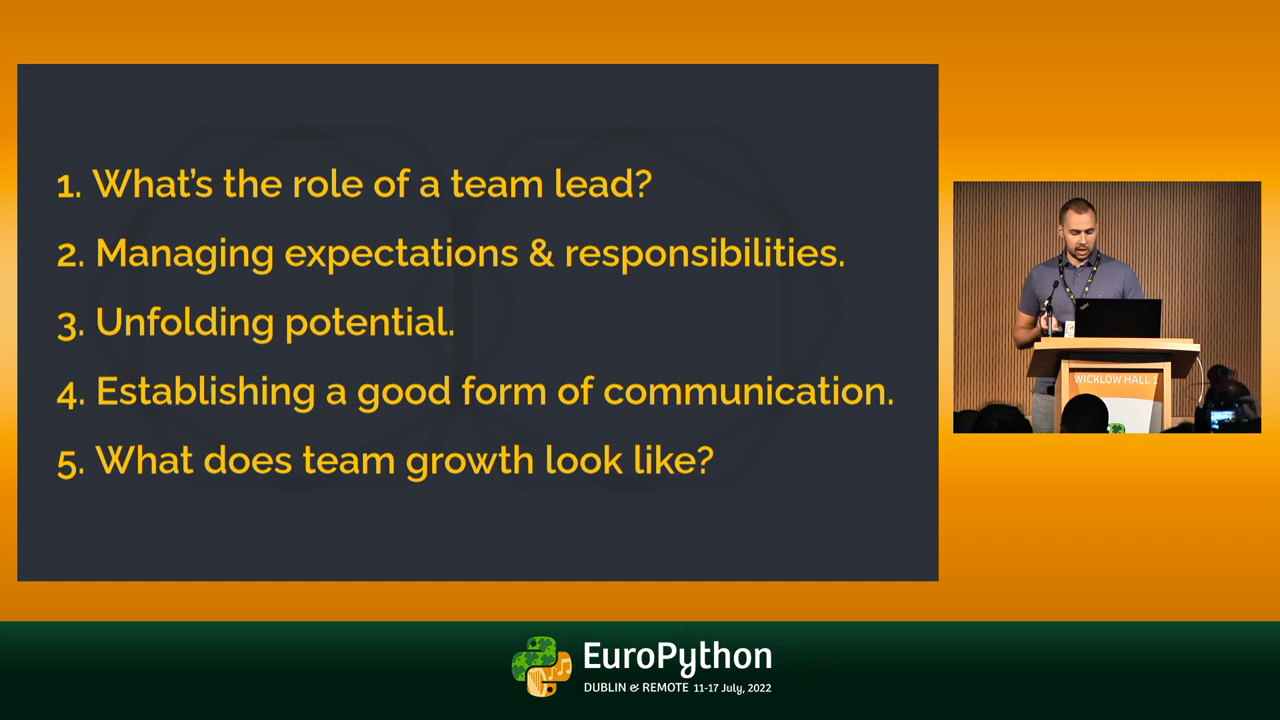 1. What's the role of a team lead?
2. Managing expectations & responsibilities.
3. Unfolding potential.
4. Establishing a good form of communication.
5. What does team growth look like?
WICKLOW HALL 1
EuroPython
DUBLIN & REMOTE 11-17 July, 2022